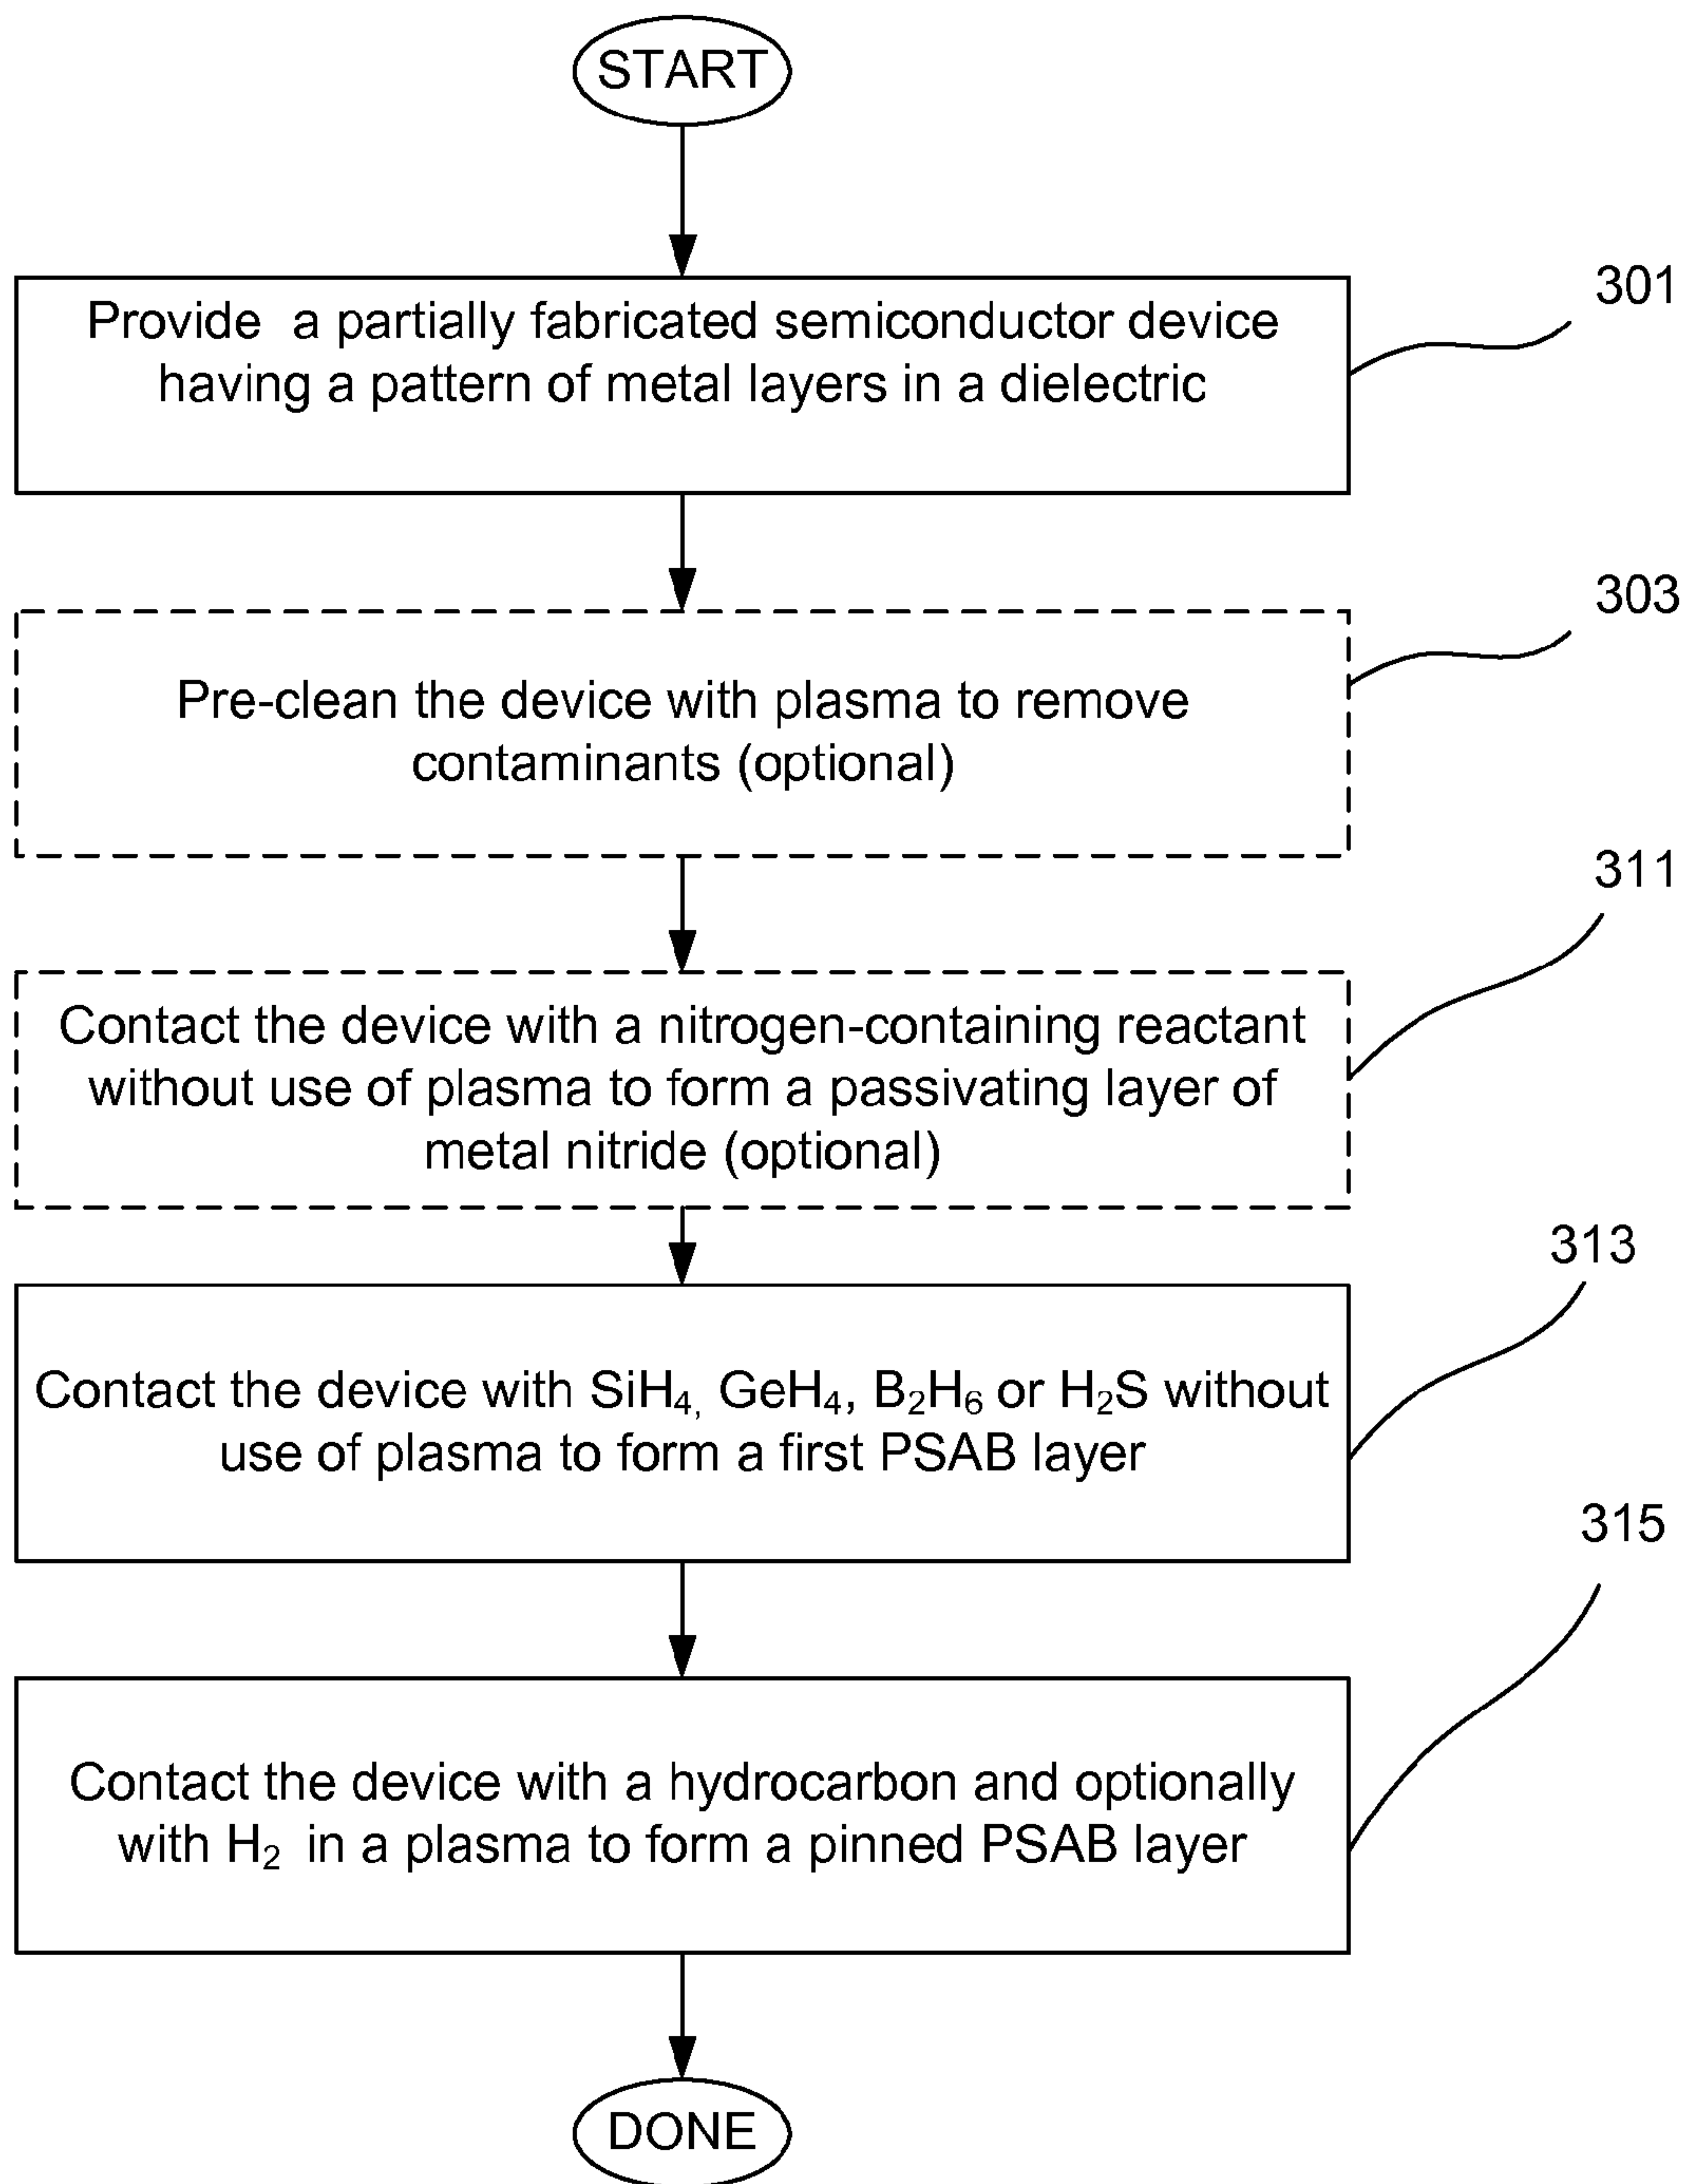 START
Provide a partially fabricated semiconductor device
having a pattern of metal layers in a dielectric
301
Pre-clean the device with plasma to remove
contaminants (optional)
303
Contact the device with a nitrogen-containing reactant
without use of plasma to form a passivating layer of
metal nitride (optional)
311
Contact the device with SiH₄, GeH₄, B₂H₆ or H₂S without
use of plasma to form a first PSAB layer
313
Contact the device with a hydrocarbon and optionally
with H₂ in a plasma to form a pinned PSAB layer
315
DONE